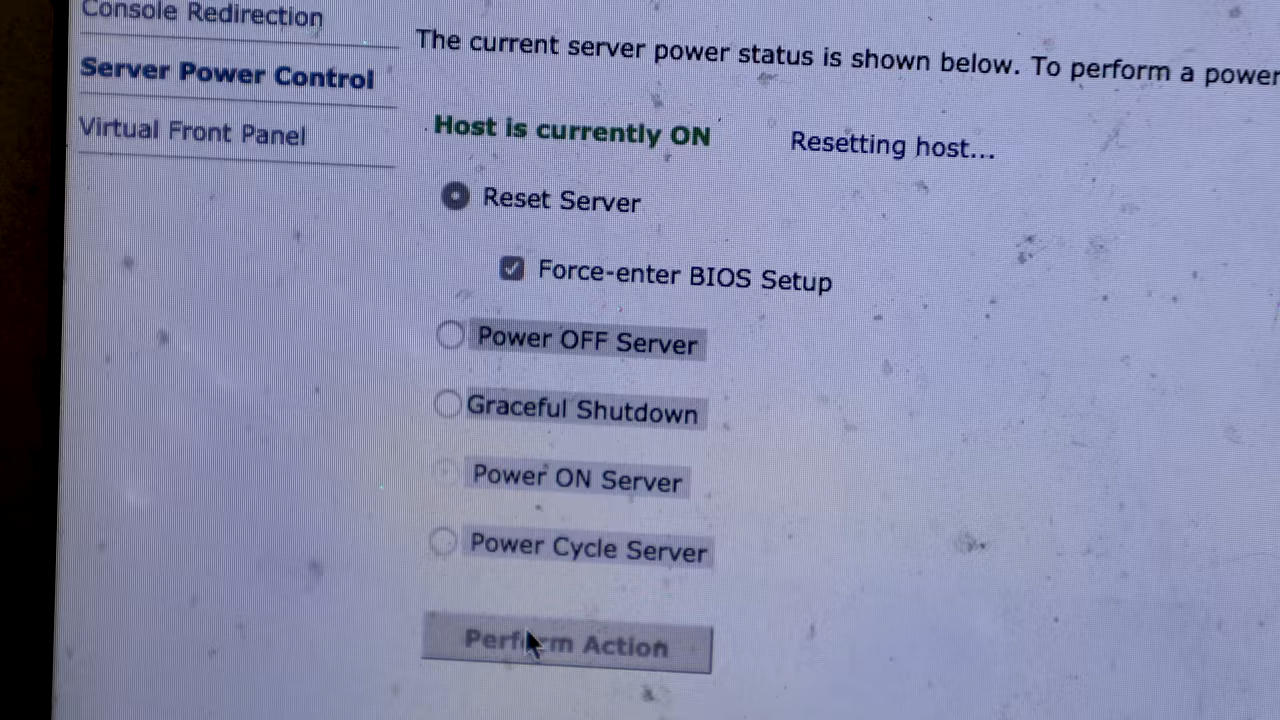 Console Redirection
Server Power Control
Virtual Front Panel
The current server power status is shown below. To perform a power
Host is currently ON
Resetting host...
Reset Server
Force-enter BIOS Setup
Power OFF Server
Graceful Shutdown
Power ON Server
Power Cycle Server
Perform Action